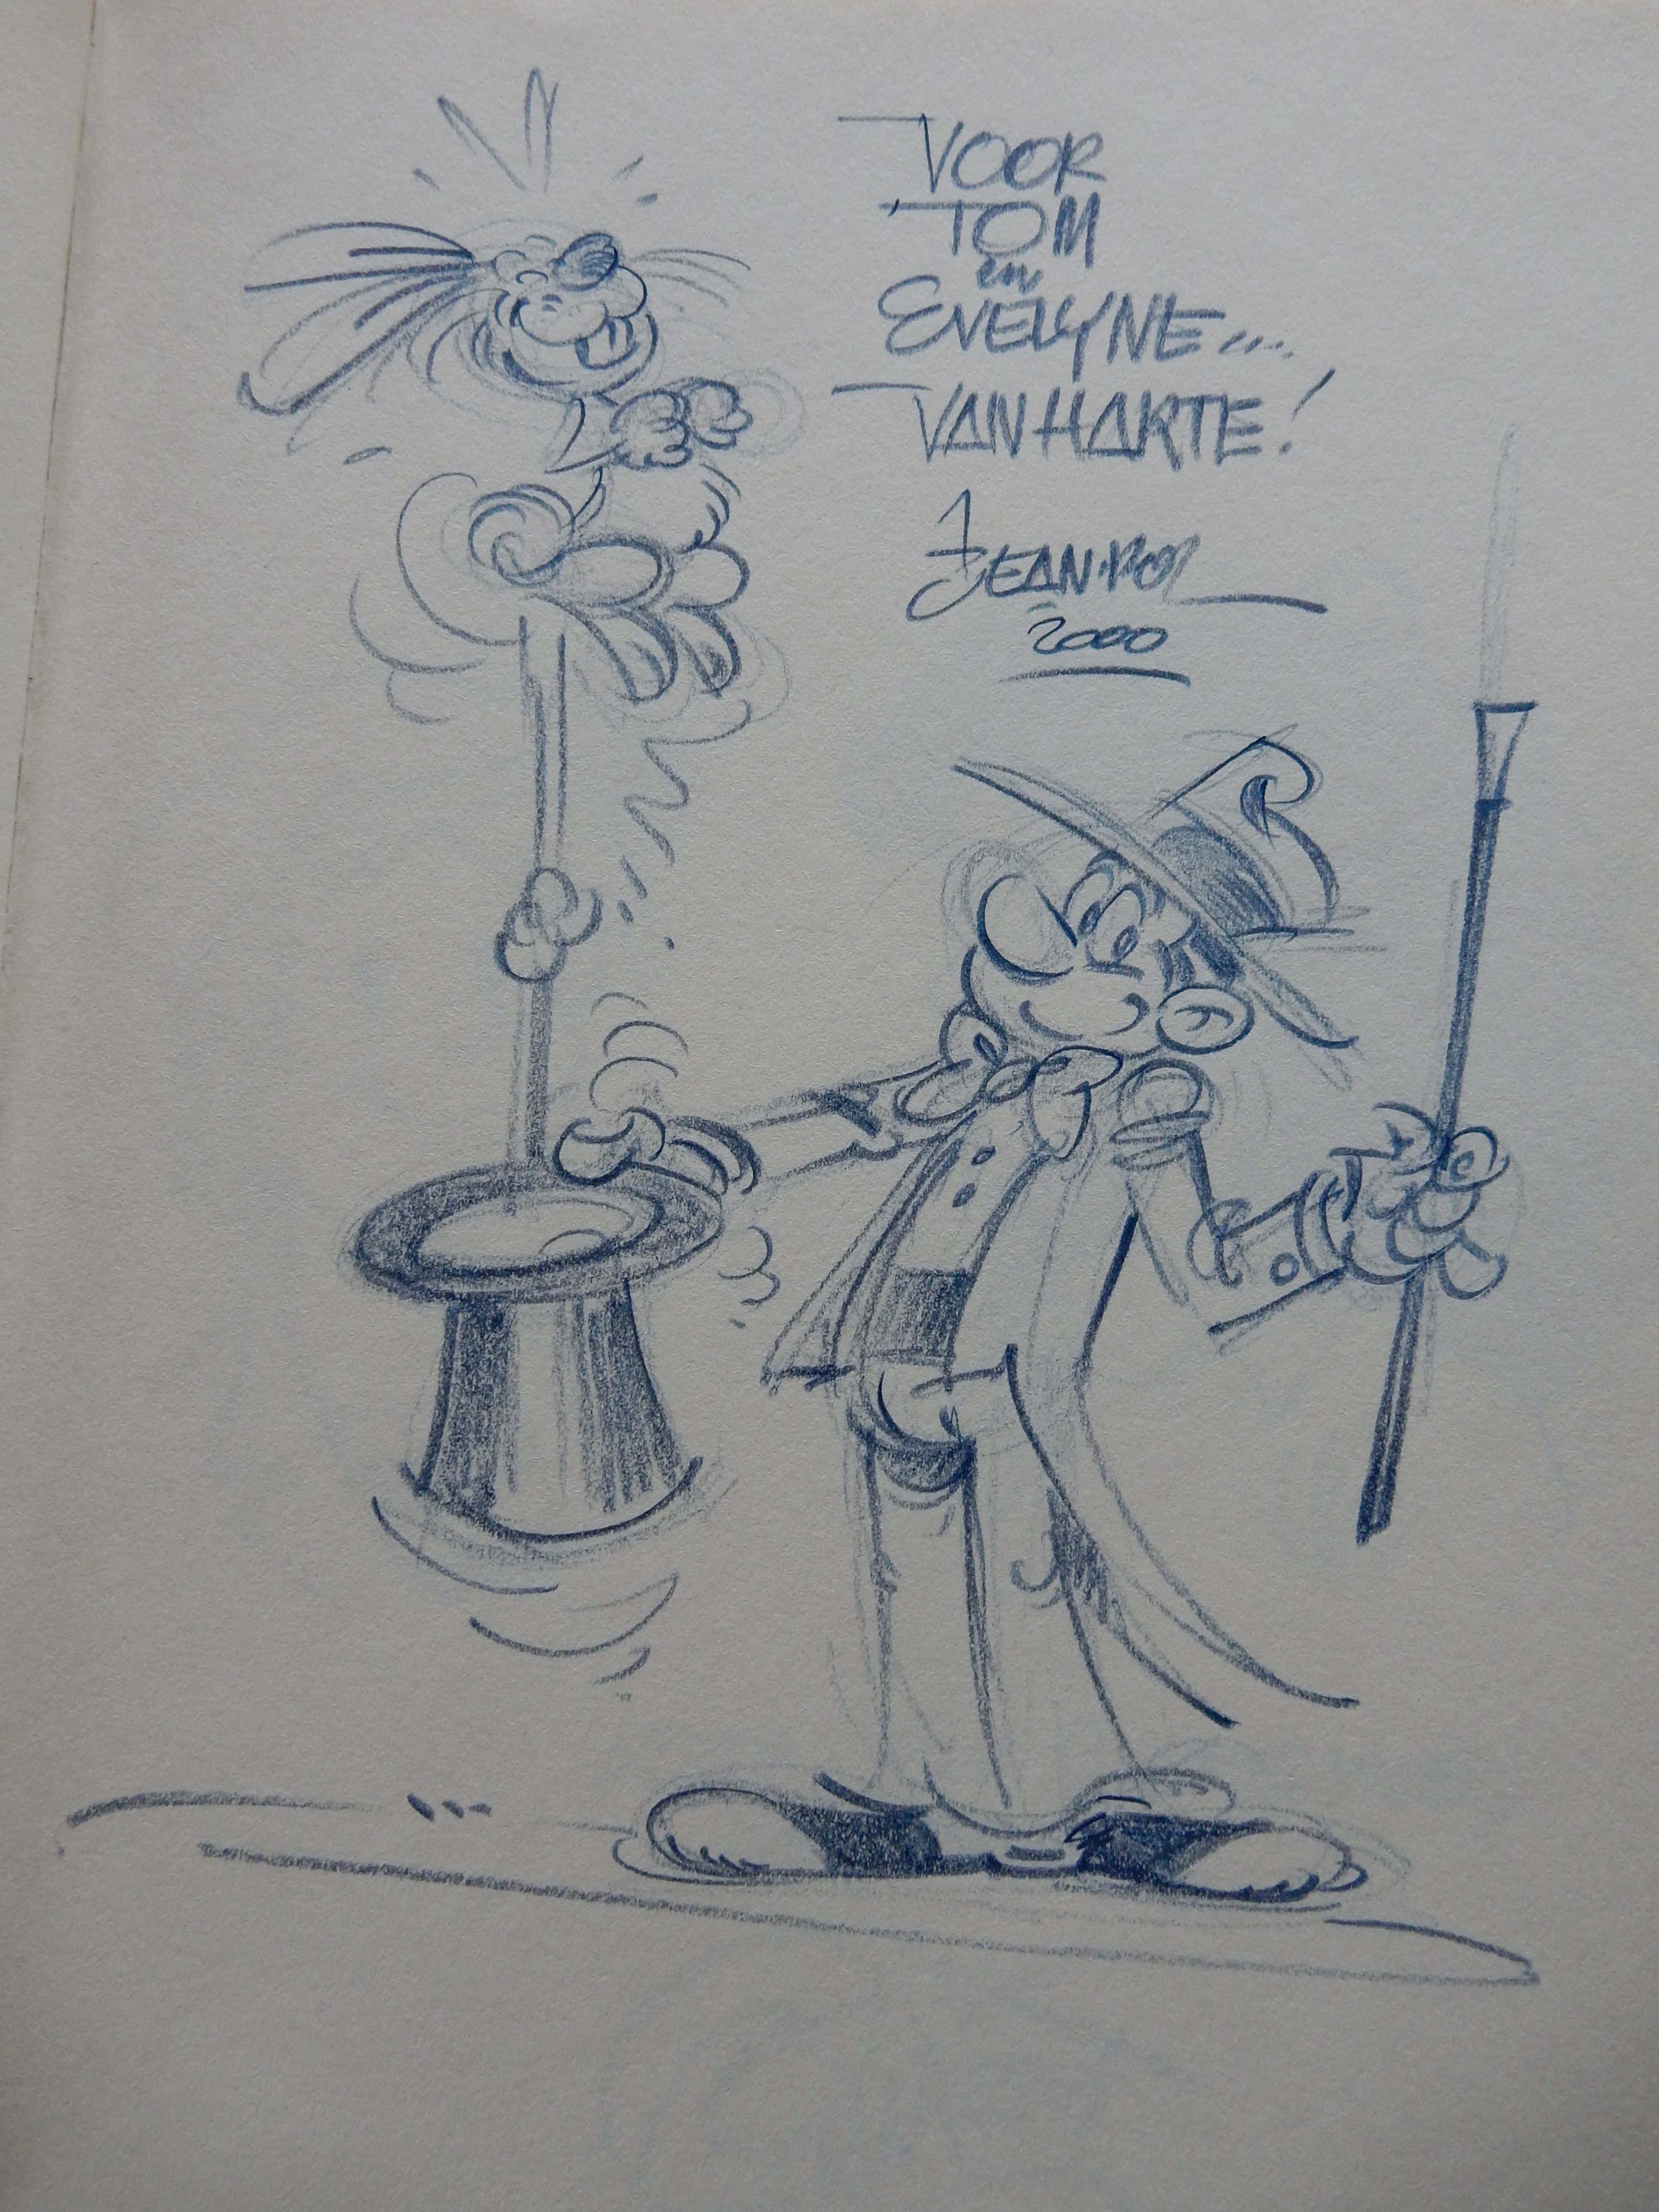 VOOR
TOM
en
EVELYNE...
VAN HARTE!
JEAN-POL
2000